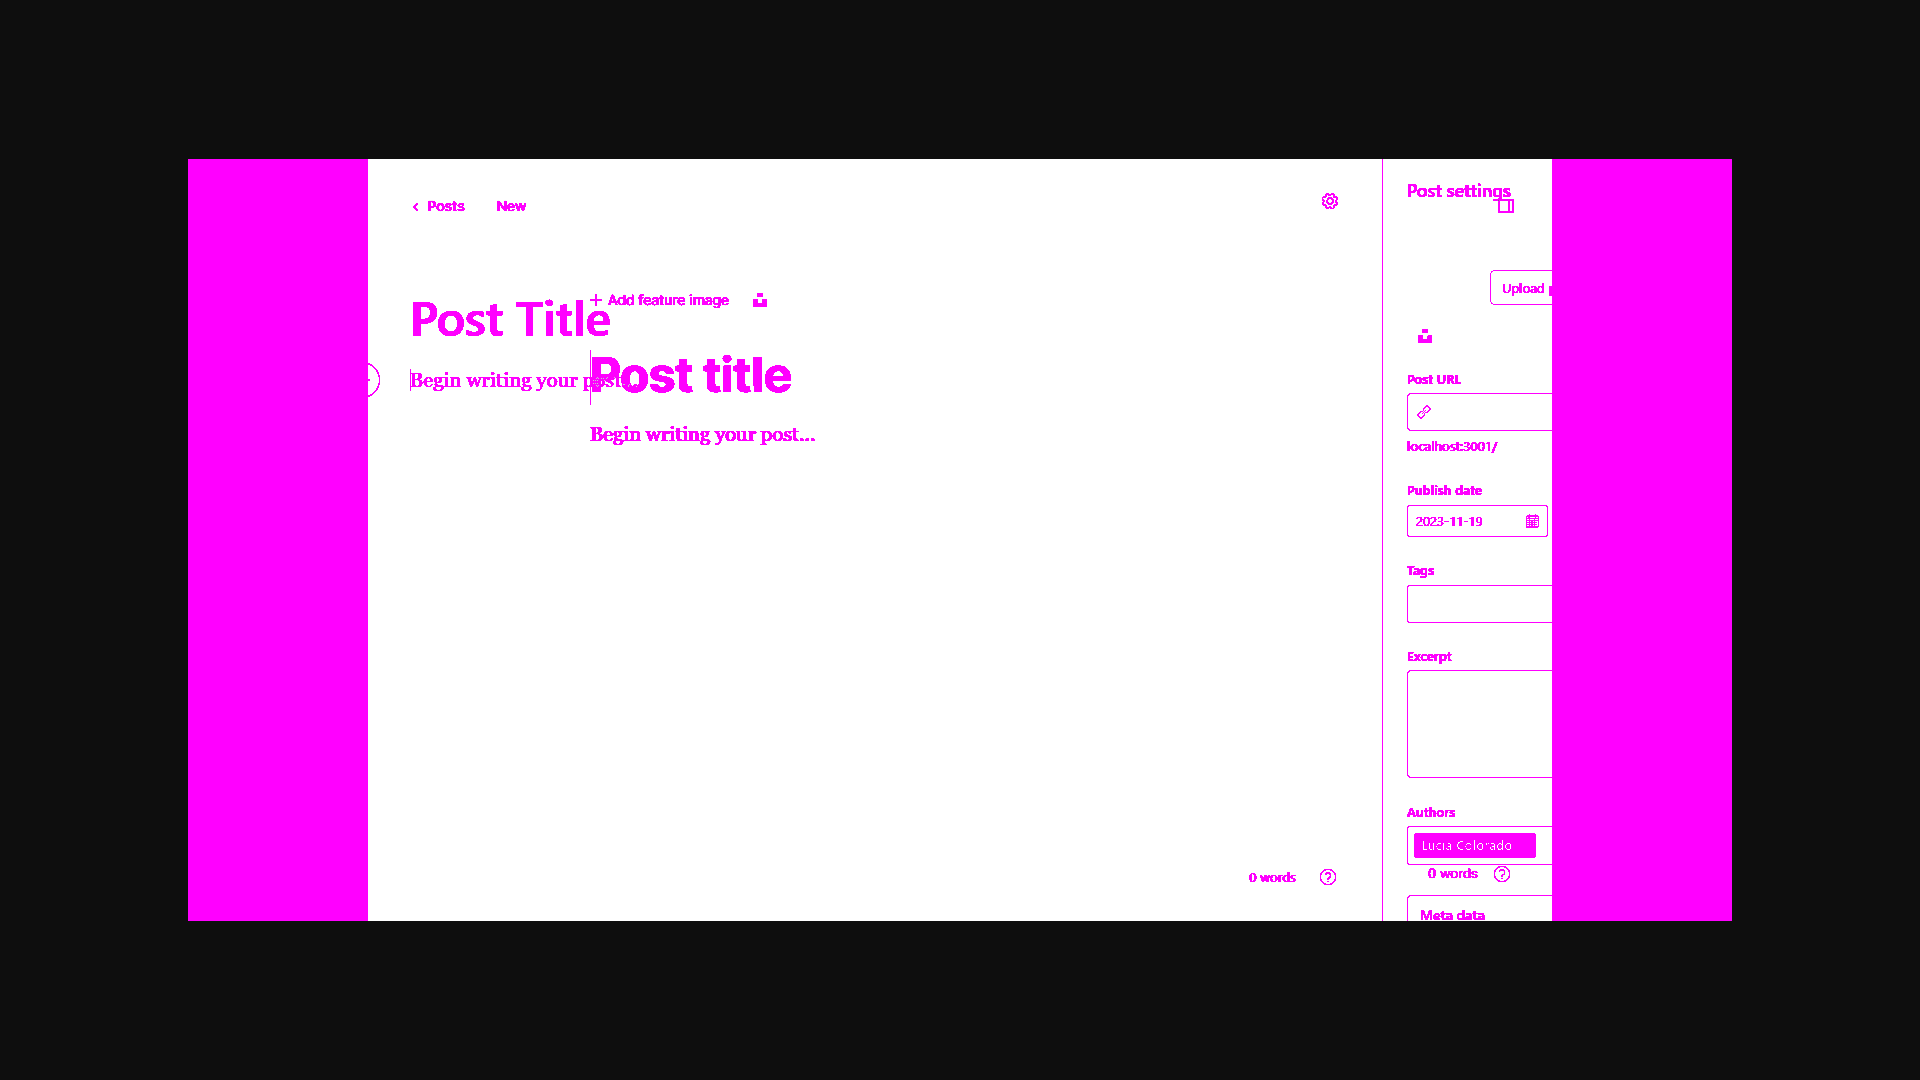 Posts New
Post settings
Add feature image
Upload
Post Title
Post title
Post URL
Begin writing your post...
Begin writing your post...
localhost:3001/
Publish date
2023-11-19
Tags
Excerpt
Authors
Lucia Colorado
0 words
0 words
Meta data